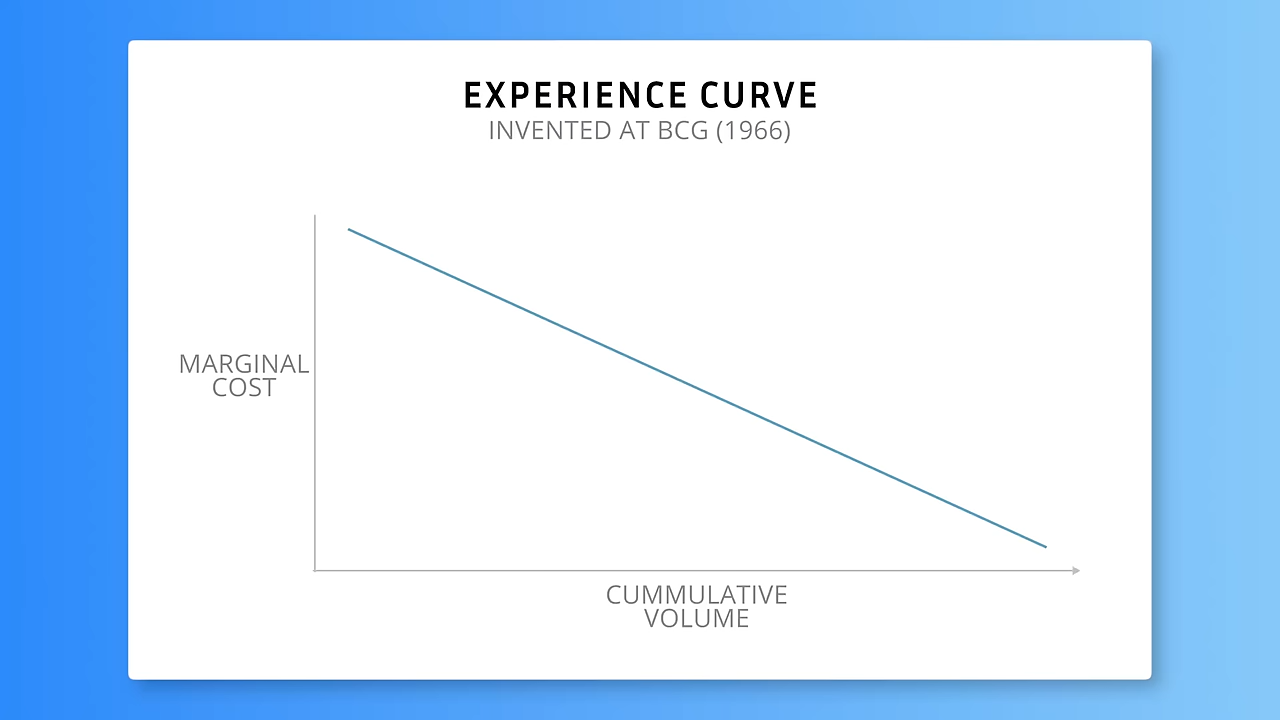 EXPERIENCE CURVE
INVENTED AT BCG (1966)
MARGINAL
COST
CUMMULATIVE
VOLUME